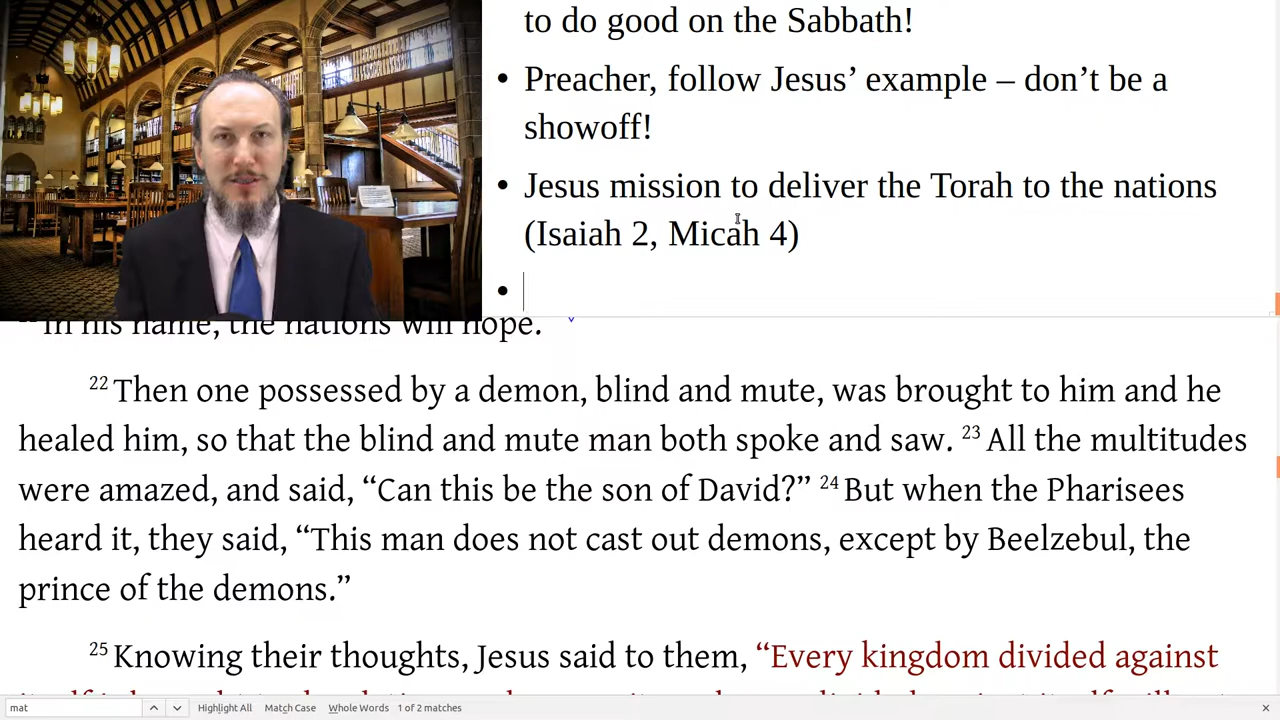 to do good on the Sabbath!
• Preacher, follow Jesus’ example – don’t be a
showoff!
• Jesus mission to deliver the Torah to the nations
(Isaiah 2, Micah 4)
•
In his name, the nations will hope.
22 Then one possessed by a demon, blind and mute, was brought to him and he
healed him, so that the blind and mute man both spoke and saw. 23 All the multitudes
were amazed, and said, “Can this be the son of David?” 24 But when the Pharisees
heard it, they said, “This man does not cast out demons, except by Beelzebul, the
prince of the demons.”
25 Knowing their thoughts, Jesus said to them, “Every kingdom divided against
mat Highlight All Match Case Whole Words 1 of 2 matches